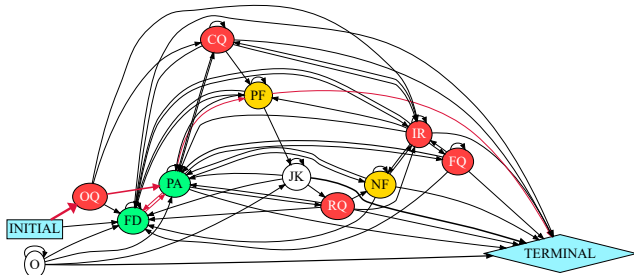 CQ
PF
IR
FQ
JK
PA
NF
OQ
RQ
FD
INITIAL
TERMINAL
O